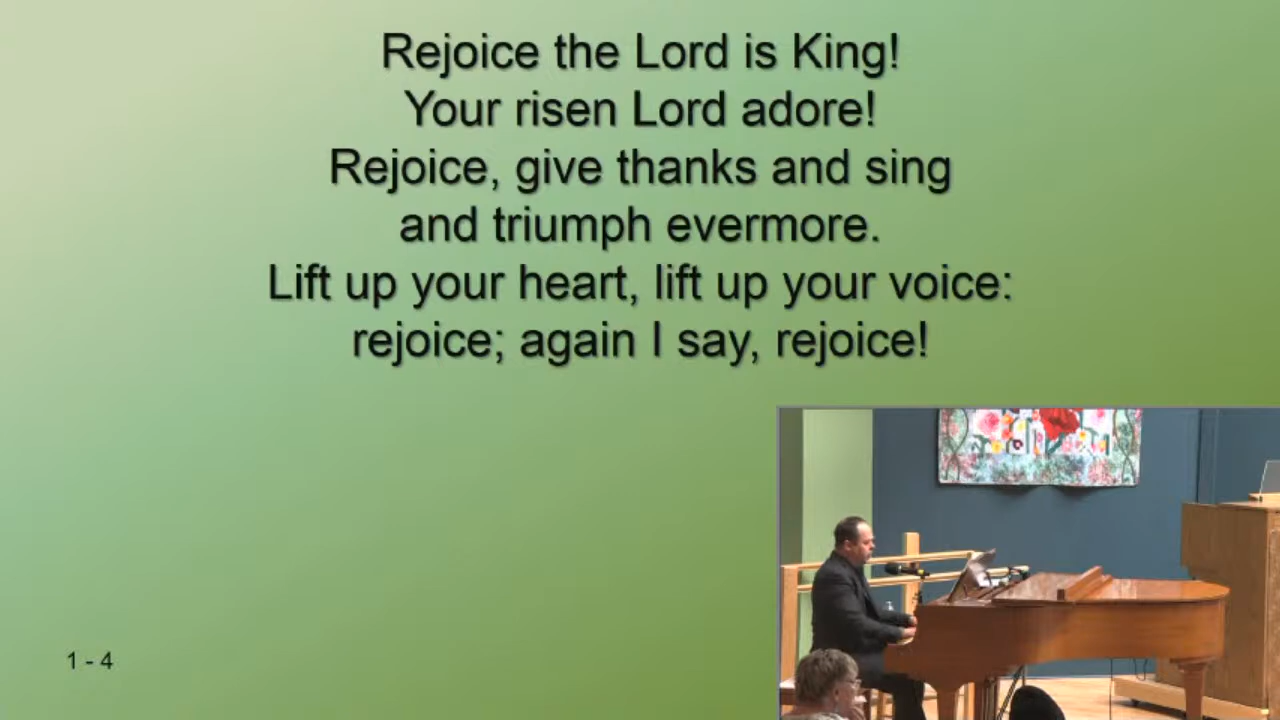 Rejoice the Lord is King!
Your risen Lord adore!
Rejoice, give thanks and sing
and triumph evermore.
Lift up your heart, lift up your voice:
rejoice; again I say, rejoice!
1 - 4